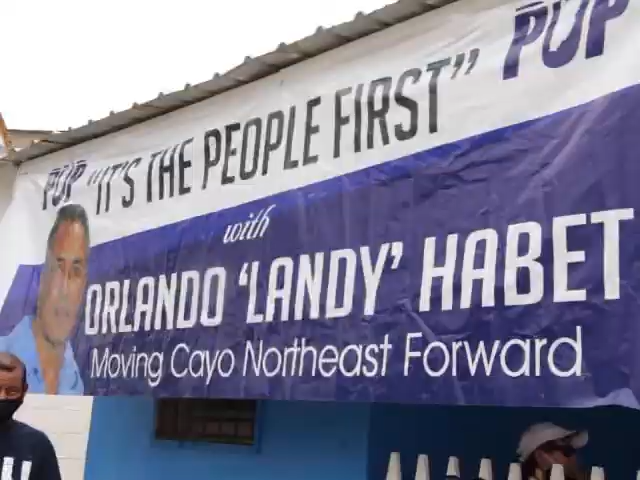 PUP "IT'S THE PEOPLE FIRST" PUP
with
ORLANDO 'LANDY' HABET
Moving Cayo Northeast Forward